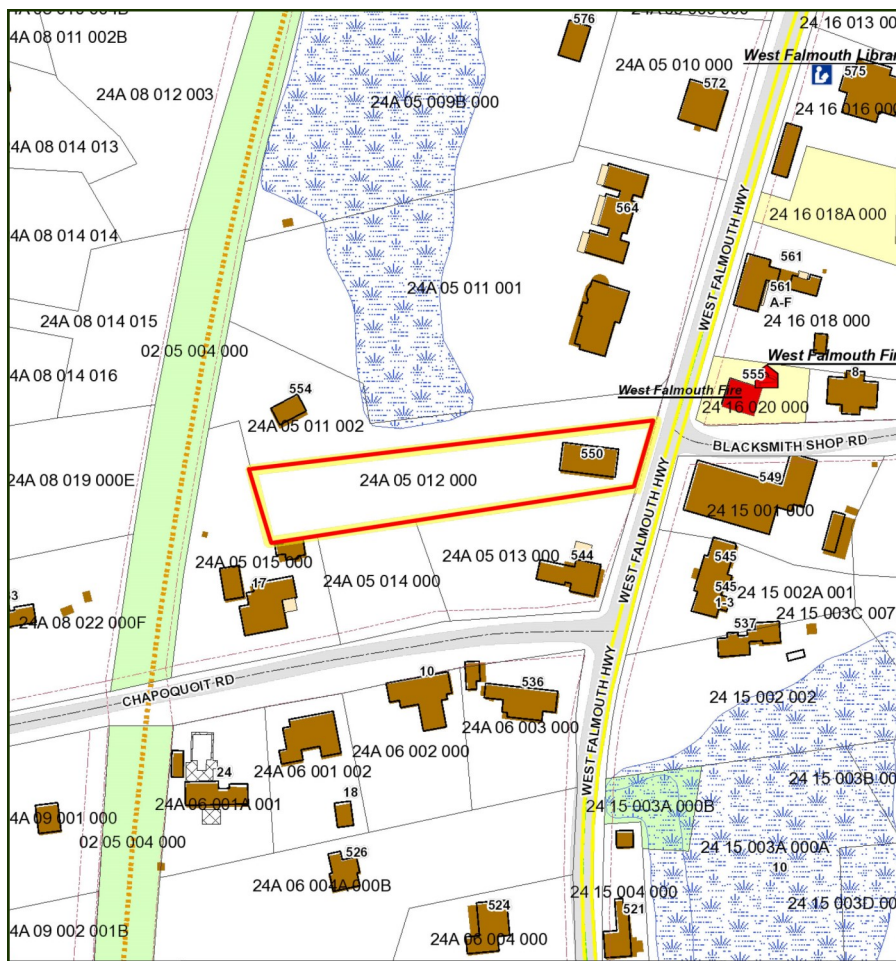 576
24 16 013
4A 08 011 002B
West Falmouth Librar
24A 05 010 000
575
24A 08 012 003
24A 05 009B 000
572
24 16 016 000
4A 08 014 013
WEST FALMOUTH HWY
564
24 16 018A 000
4A 08 014 014
561
24A 05 011 001
561
A-F
24A 08 014 015
24 16 018 000
02 05 004 000
West Falmouth Fir
4A 08 014 016
555
8
554
West Falmouth Fire
24 16 020 000
24A 05 011 002
BLACKSMITH SHOP RD
550
4A 08 019 000E
24A 05 012 000
549
24 15 001 000
WEST FALMOUTH HWY
24A 05 015 000
24A 05 013 000
544
545
17
24A 05 014 000
24 15 002A 001
545
1-3
24 15 003C 007
4A 08 022 000F
537
CHAPOQUOIT RD
10
536
24 15 002 002
24A 06 003 000
WEST FALMOUTH HWY
24A 06 002 000
24
24A 06 001 002
24 15 003B 00
18
24A 06 001A 001
24 15 003A 000B
4A 09 001 000
02 05 004 000
24 15 003A 000A
526
10
24A 06 004A 000B
24 15 004 000
24 15 003D 00
524
521
4A 09 002 001B
24A 06 004 000